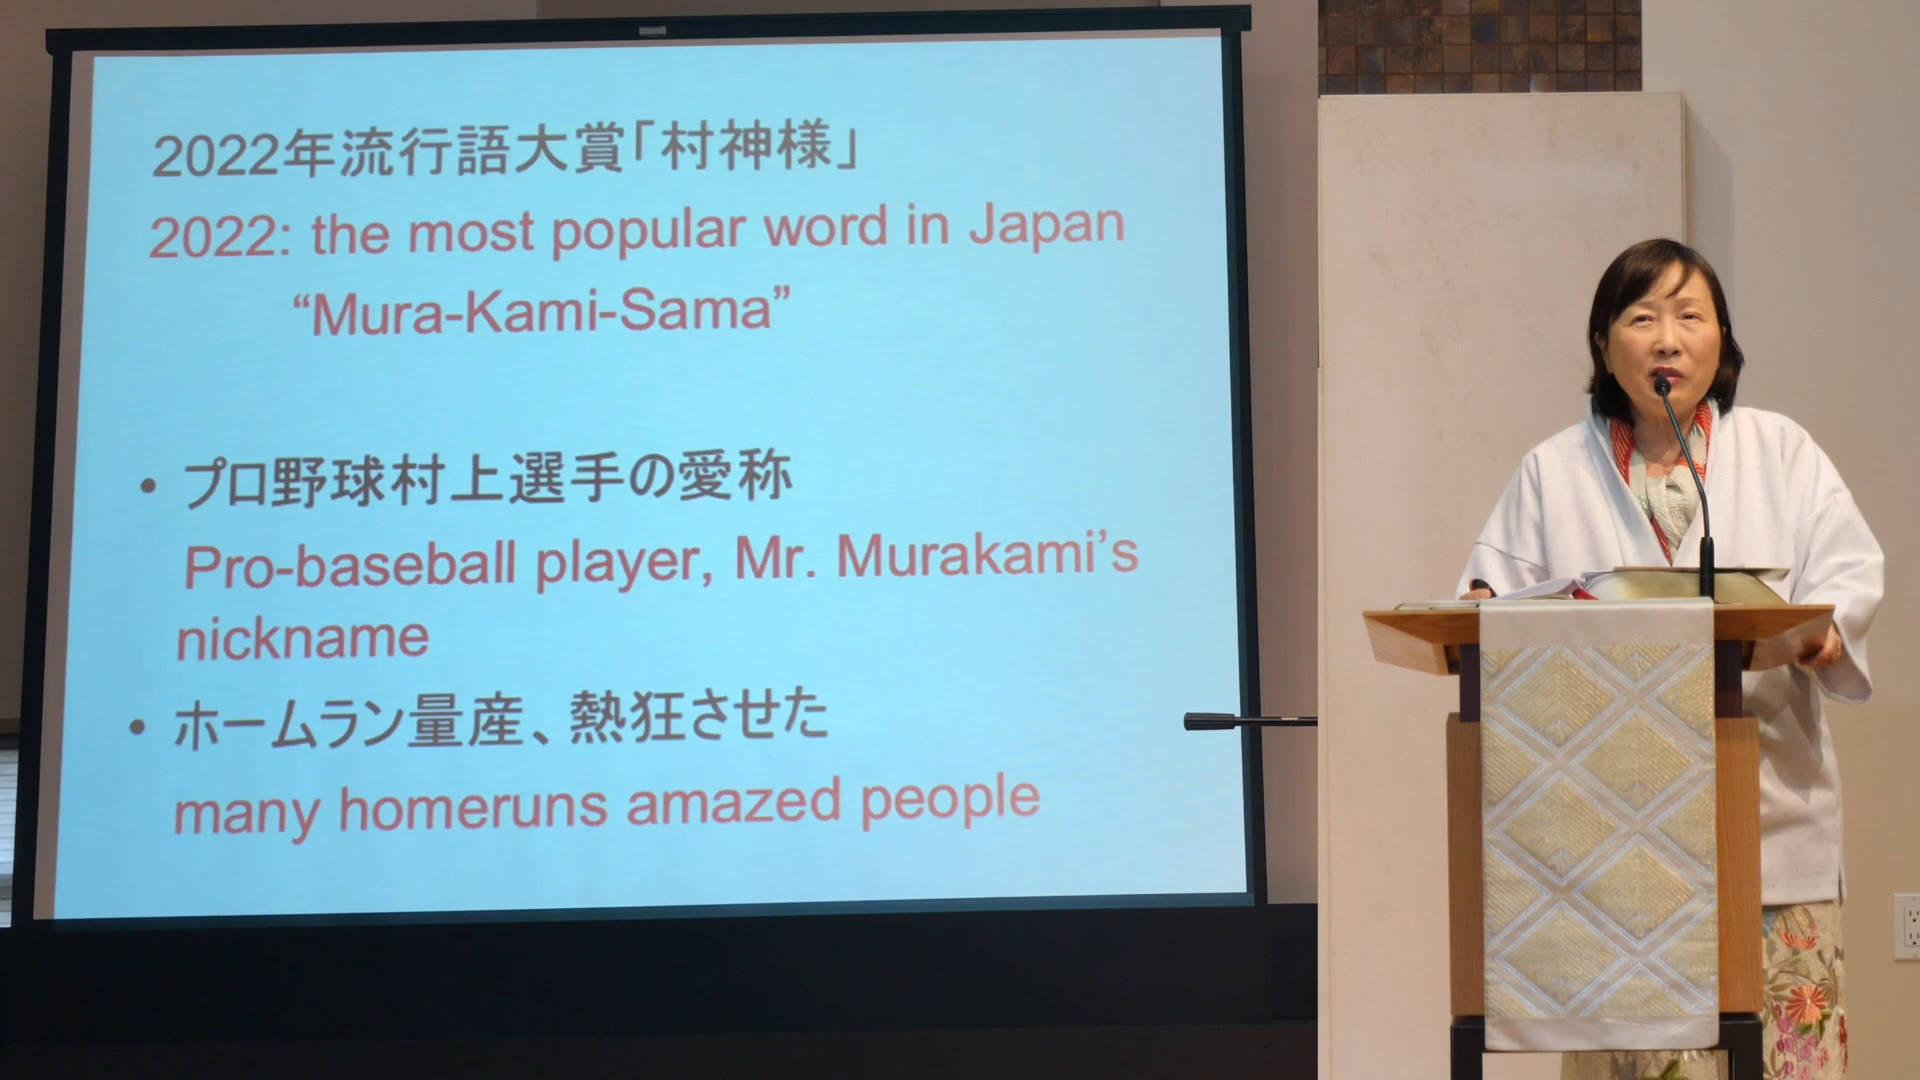 2022年流行語大賞「村神様」
2022: the most popular word in Japan
“Mura-Kami-Sama”
• プロ野球村上選手の愛称
Pro-baseball player, Mr. Murakami’s
nickname
• ホームラン量産、熱狂させた
many homeruns amazed people